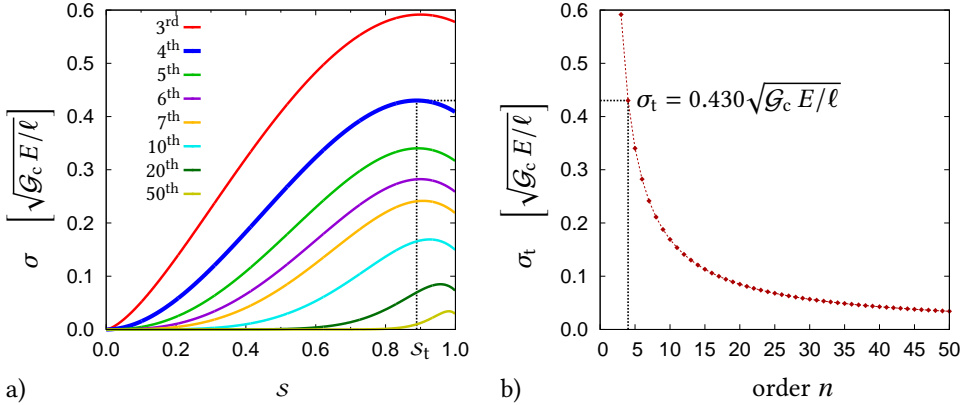 0.6
0.5
0.4
0.3
0.2
0.1
0.0
σ [√𝒢c E/ℓ]
3rd
4th
5th
6th
7th
10th
20th
50th
0.0 0.2 0.4 0.6 0.8 st 1.0
a) s
0.6
0.5
0.4
0.3
0.2
0.1
0.0
σt [√𝒢c E/ℓ]
σt = 0.430√𝒢c E/ℓ
0 5 10 15 20 25 30 35 40 45 50
b) order n